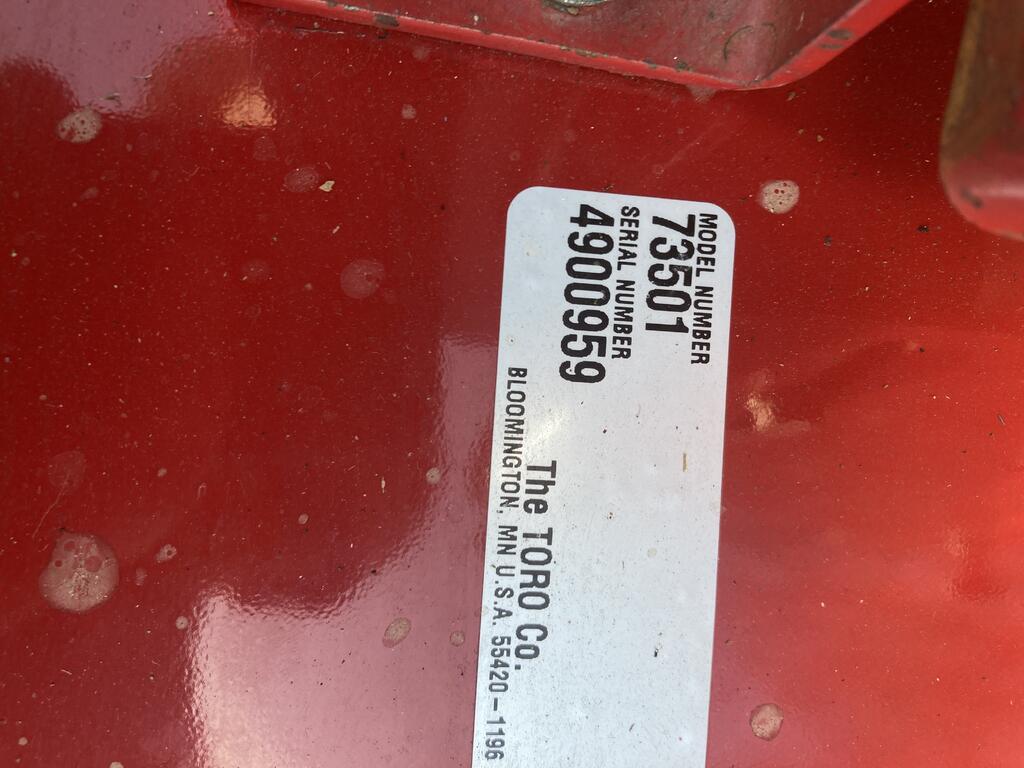 MODEL NUMBER
73501
SERIAL NUMBER
4900959
The TORO Co.
BLOOMINGTON, MN U.S.A. 55420-1196